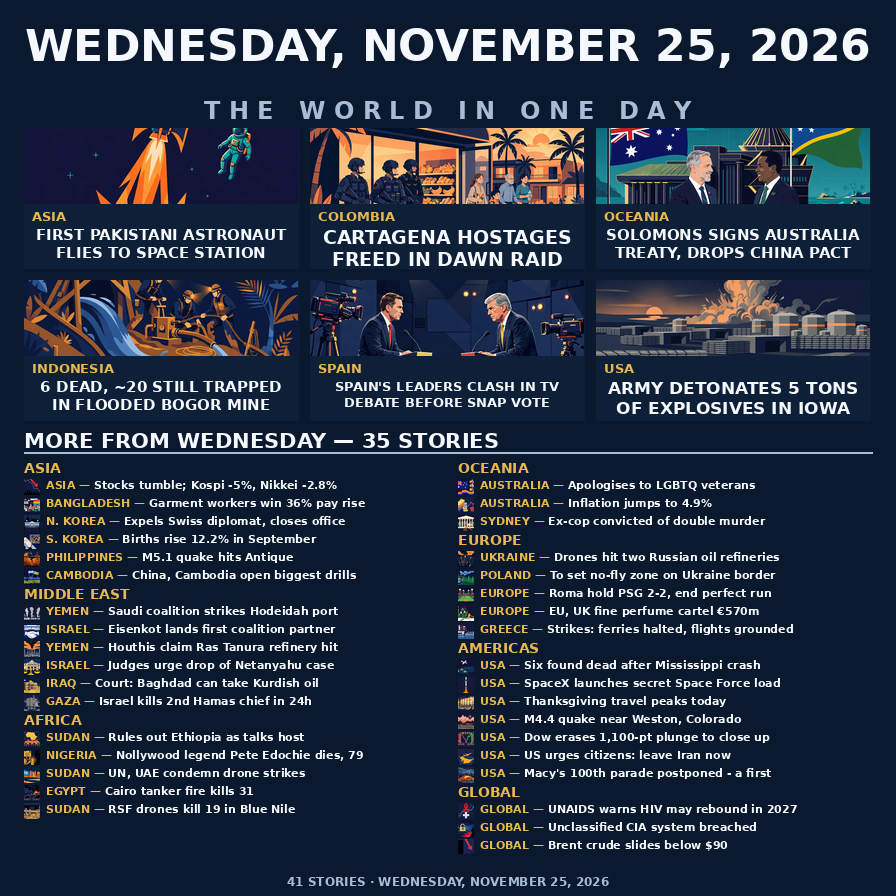 WEDNESDAY, NOVEMBER 25, 2026
THE WORLD IN ONE DAY
ASIA
FIRST PAKISTANI ASTRONAUT
FLIES TO SPACE STATION
COLOMBIA
CARTAGENA HOSTAGES
FREED IN DAWN RAID
OCEANIA
SOLOMONS SIGNS AUSTRALIA
TREATY, DROPS CHINA PACT
INDONESIA
6 DEAD, ~20 STILL TRAPPED
IN FLOODED BOGOR MINE
SPAIN
SPAIN'S LEADERS CLASH IN TV
DEBATE BEFORE SNAP VOTE
USA
ARMY DETONATES 5 TONS
OF EXPLOSIVES IN IOWA
MORE FROM WEDNESDAY — 35 STORIES
ASIA
ASIA — Stocks tumble; Kospi -5%, Nikkei -2.8%
BANGLADESH — Garment workers win 36% pay rise
N. KOREA — Expels Swiss diplomat, closes office
S. KOREA — Births rise 12.2% in September
PHILIPPINES — M5.1 quake hits Antique
CAMBODIA — China, Cambodia open biggest drills
MIDDLE EAST
YEMEN — Saudi coalition strikes Hodeidah port
ISRAEL — Eisenkot lands first coalition partner
YEMEN — Houthis claim Ras Tanura refinery hit
ISRAEL — Judges urge drop of Netanyahu case
IRAQ — Court: Baghdad can take Kurdish oil
GAZA — Israel kills 2nd Hamas chief in 24h
AFRICA
SUDAN — Rules out Ethiopia as talks host
NIGERIA — Nollywood legend Pete Edochie dies, 79
SUDAN — UN, UAE condemn drone strikes
EGYPT — Cairo tanker fire kills 31
SUDAN — RSF drones kill 19 in Blue Nile
OCEANIA
AUSTRALIA — Apologises to LGBTQ veterans
AUSTRALIA — Inflation jumps to 4.9%
SYDNEY — Ex-cop convicted of double murder
EUROPE
UKRAINE — Drones hit two Russian oil refineries
POLAND — To set no-fly zone on Ukraine border
EUROPE — Roma hold PSG 2-2, end perfect run
EUROPE — EU, UK fine perfume cartel €570m
GREECE — Strikes: ferries halted, flights grounded
AMERICAS
USA — Six found dead after Mississippi crash
USA — SpaceX launches secret Space Force load
USA — Thanksgiving travel peaks today
USA — M4.4 quake near Weston, Colorado
USA — Dow erases 1,100-pt plunge to close up
USA — US urges citizens: leave Iran now
USA — Macy's 100th parade postponed - a first
GLOBAL
GLOBAL — UNAIDS warns HIV may rebound in 2027
GLOBAL — Unclassified CIA system breached
GLOBAL — Brent crude slides below $90
41 STORIES · WEDNESDAY, NOVEMBER 25, 2026